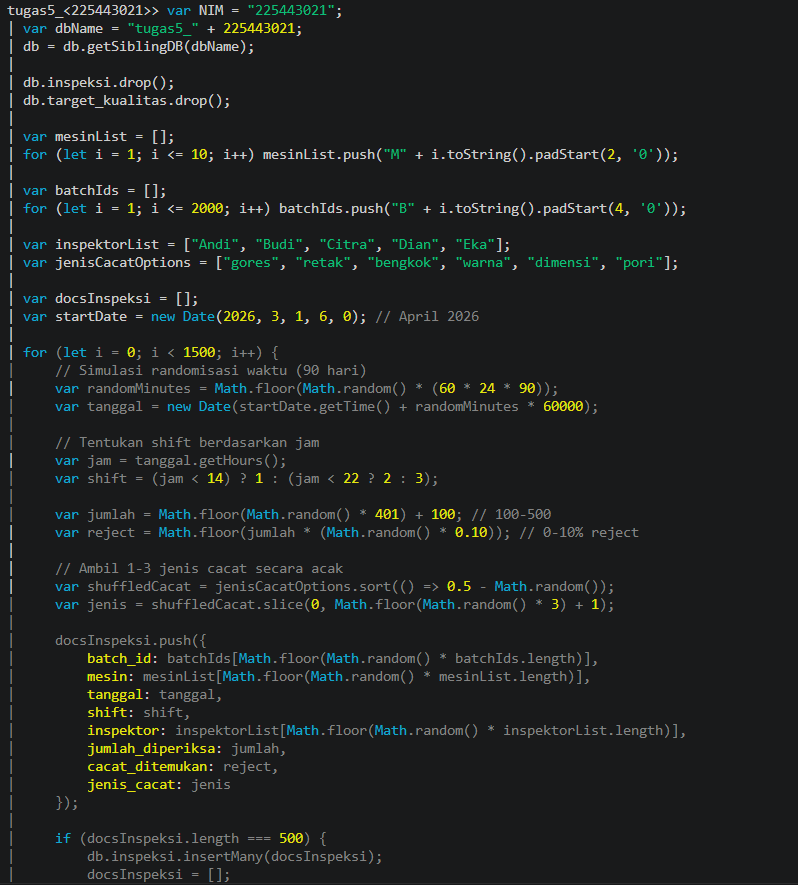 tugas5_<225443021>> var NIM = "225443021";
| var dbName = "tugas5_" + 225443021;
| db = db.getSiblingDB(dbName);
|
| db.inspeksi.drop();
| db.target_kualitas.drop();
|
| var mesinList = [];
| for (let i = 1; i <= 10; i++) mesinList.push("M" + i.toString().padStart(2, '0'));
|
| var batchIds = [];
| for (let i = 1; i <= 2000; i++) batchIds.push("B" + i.toString().padStart(4, '0'));
|
| var inspektorList = ["Andi", "Budi", "Citra", "Dian", "Eka"];
| var jenisCacatOptions = ["gores", "retak", "bengkok", "warna", "dimensi", "pori"];
|
| var docsInspeksi = [];
| var startDate = new Date(2026, 3, 1, 6, 0); // April 2026
|
| for (let i = 0; i < 1500; i++) {
|     // Simulasi randomisasi waktu (90 hari)
|     var randomMinutes = Math.floor(Math.random() * (60 * 24 * 90));
|     var tanggal = new Date(startDate.getTime() + randomMinutes * 60000);
|
|     // Tentukan shift berdasarkan jam
|     var jam = tanggal.getHours();
|     var shift = (jam < 14) ? 1 : (jam < 22 ? 2 : 3);
|
|     var jumlah = Math.floor(Math.random() * 401) + 100; // 100-500
|     var reject = Math.floor(jumlah * (Math.random() * 0.10)); // 0-10% reject
|
|     // Ambil 1-3 jenis cacat secara acak
|     var shuffledCacat = jenisCacatOptions.sort(() => 0.5 - Math.random());
|     var jenis = shuffledCacat.slice(0, Math.floor(Math.random() * 3) + 1);
|
|     docsInspeksi.push({
|         batch_id: batchIds[Math.floor(Math.random() * batchIds.length)],
|         mesin: mesinList[Math.floor(Math.random() * mesinList.length)],
|         tanggal: tanggal,
|         shift: shift,
|         inspektor: inspektorList[Math.floor(Math.random() * inspektorList.length)],
|         jumlah_diperiksa: jumlah,
|         cacat_ditemukan: reject,
|         jenis_cacat: jenis
|     });
|
|     if (docsInspeksi.length === 500) {
|         db.inspeksi.insertMany(docsInspeksi);
|         docsInspeksi = [];